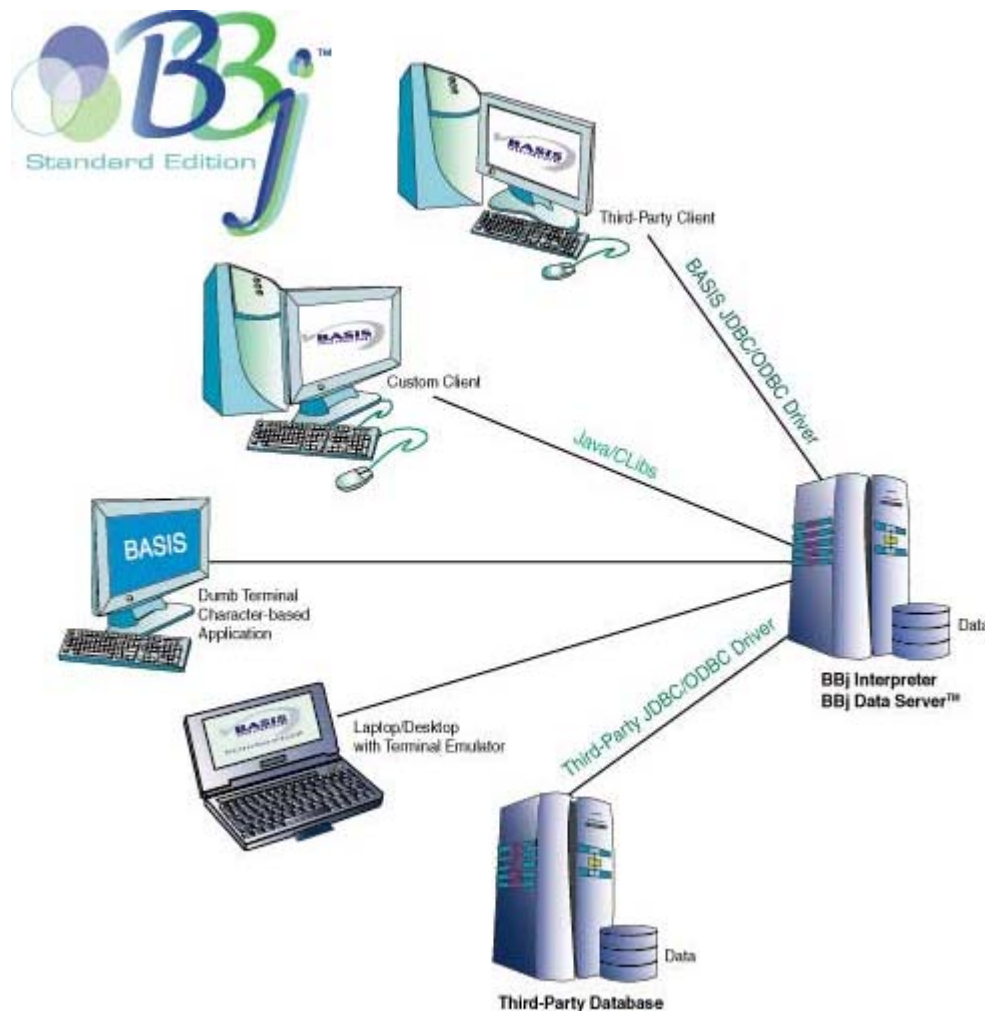 BBj™
Standard Edition
BASIS
Third-Party Client
BASIS JDBC/ODBC Driver
BASIS
Custom Client
Java/CLibs
BASIS
Dumb Terminal
Character-based
Application
Data
BBj Interpreter
BBj Data Server™
BASIS
Laptop/Desktop
with Terminal Emulator
Third-Party JDBC/ODBC Driver
Data
Third-Party Database